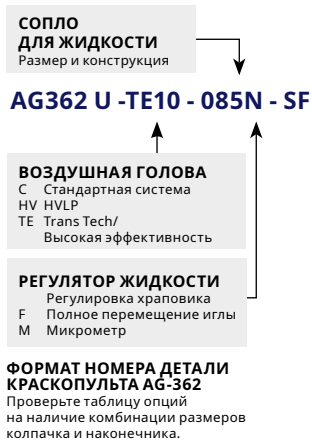 СОПЛО
ДЛЯ ЖИДКОСТИ
Размер и конструкция
AG362 U -TE10 - 085N - SF
ВОЗДУШНАЯ ГОЛОВА
C Стандартная система
HV HVLP
TE Trans Tech/
Высокая эффективность
РЕГУЛЯТОР ЖИДКОСТИ
Регулировка храповика
F Полное перемещение иглы
M Микрометр
ФОРМАТ НОМЕРА ДЕТАЛИ
КРАСКОПУЛЬТА AG-362
Проверьте таблицу опций
на наличие комбинации размеров
колпачка и наконечника.